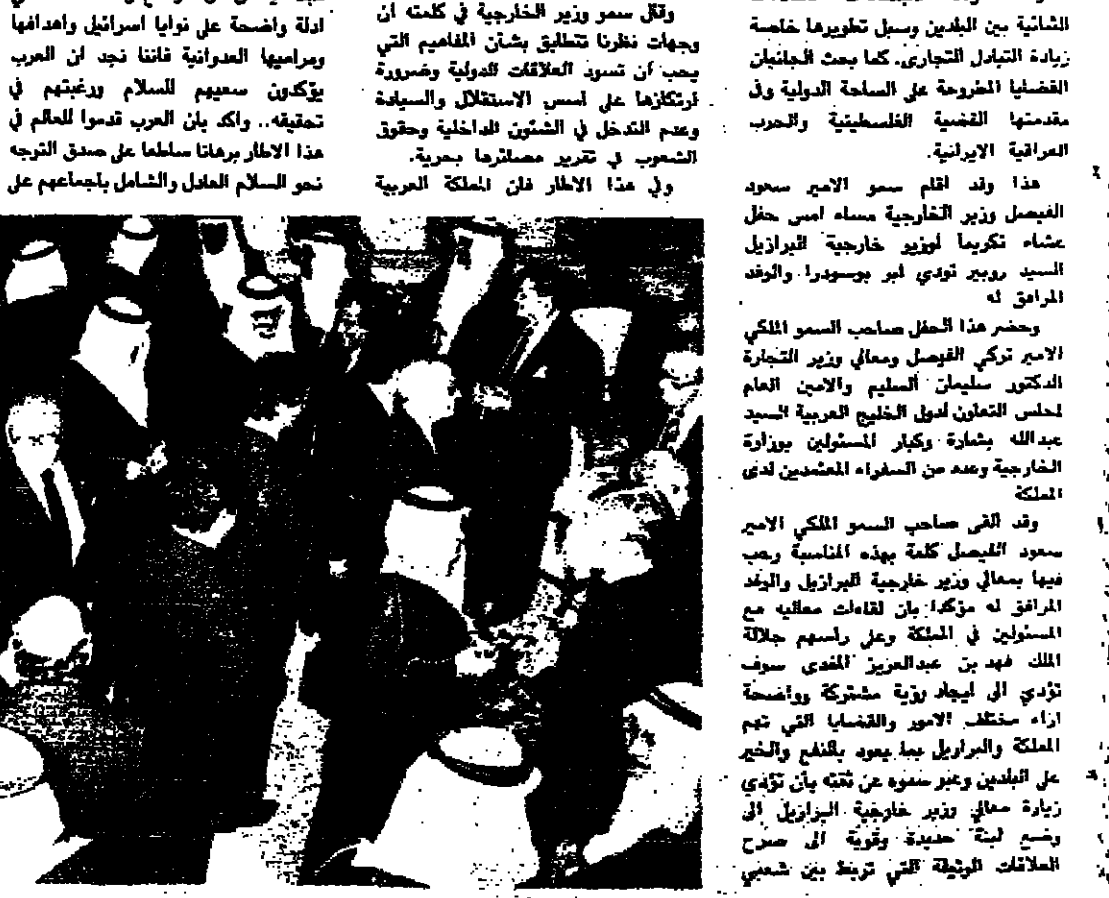 الثنائية بين البلدين وسبل تطويرها خاصة
زيادة التبادل التجارى. كما بحث الجانبان
القضايا المطروحة على الساحة الدولية وفى
مقدمتها القضية الفلسطينية والحرب
العراقية الايرانية.
هذا وقد اقام سمو الامير سعود
الفيصل وزير الخارجية مساء امس حفل
عشاء تكريما لوزير خارجية البرازيل
السيد روبير تودي ابر بوسودرا والوفد
المرافق له
وحضر هذا الحفل صاحب السمو الملكي
الامير تركي الفيصل ومعالي وزير التجارة
الدكتور سليمان السليم والامين العام
لمجلس التعاون لدول الخليج العربية السيد
عبدالله بشارة وكبار المسئولين بوزارة
الخارجية وعدد من السفراء المعتمدين لدى
المملكة
وقد القى صاحب السمو الملكي الامير
سعود الفيصل كلمة بهذه المناسبة رحب
فيها بمعالي وزير خارجية البرازيل والوفد
المرافق له مؤكدا بان لقاءات معاليه مع
المسئولين في المملكة وعلى راسهم جلالة
الملك فهد بن عبدالعزيز المفدى سوف
تؤدي الى ايجاد رؤية مشتركة وواضحة
ازاء مختلف الامور والقضايا التي تهم
المملكة والبرازيل بما يعود بالنفع والخير
على البلدين وعبر سموه عن ثقته بأن تؤدي
زيارة معالي وزير خارجية البرازيل الى
وضع لبنة جديدة وقوية الى صرح
العلاقات الوثيقة التي تربط بين شعبي
وقال سمو وزير الخارجية في كلمته ان
وجهات نظرنا تتطابق بشأن المفاهيم التي
يجب أن تسود العلاقات الدولية وضرورة
ارتكازها على اسس الاستقلال والسيادة
وعدم التدخل في الشئون الداخلية وحقوق
الشعوب في تقرير مصائرها بحرية.
وفي هذا الاطار فان المملكة العربية
ادلة واضحة على نوايا اسرائيل واهدافها
ومراميها العدوانية فاننا نجد ان العرب
يؤكدون سعيهم للسلام ورغبتهم في
تحقيقه.. واكد بان العرب قدموا للعالم في
هذا الاطار برهانا ساطعا على صدق التوجه
نحو السلام العادل والشامل باجماعهم على